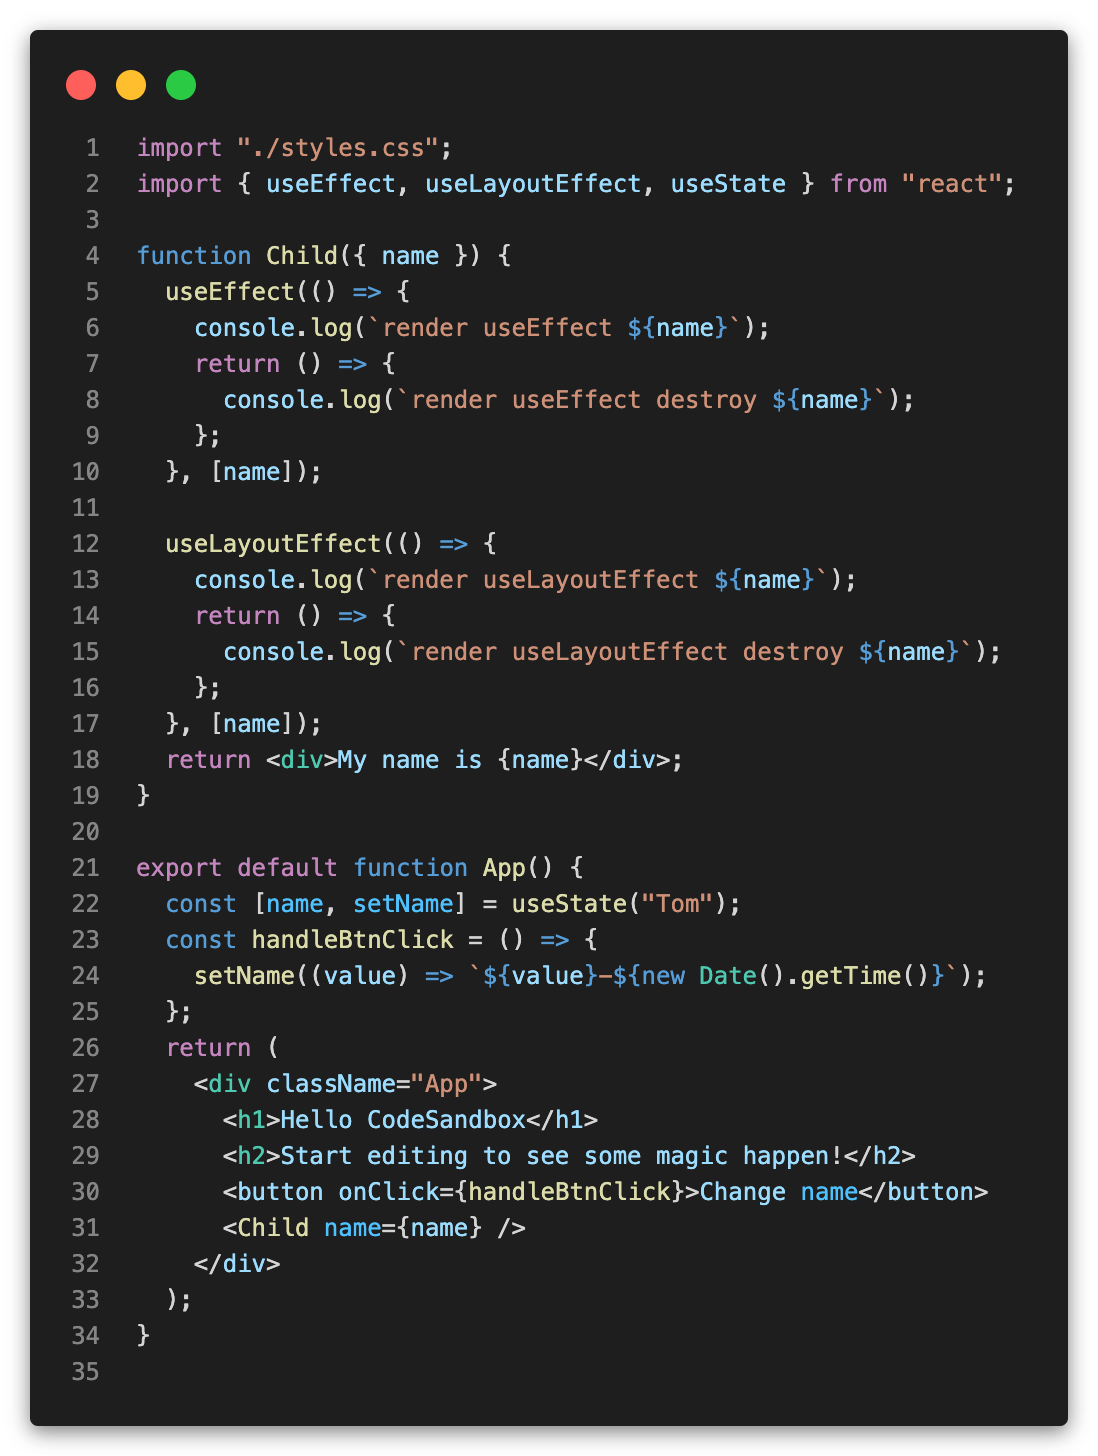 1 import "./styles.css";
2 import { useEffect, useLayoutEffect, useState } from "react";
3
4 function Child({ name }) {
5   useEffect(() => {
6     console.log(`render useEffect ${name}`);
7     return () => {
8       console.log(`render useEffect destroy ${name}`);
9     };
10   }, [name]);
11
12   useLayoutEffect(() => {
13     console.log(`render useLayoutEffect ${name}`);
14     return () => {
15       console.log(`render useLayoutEffect destroy ${name}`);
16     };
17   }, [name]);
18   return <div>My name is {name}</div>;
19 }
20
21 export default function App() {
22   const [name, setName] = useState("Tom");
23   const handleBtnClick = () => {
24     setName((value) => `${value}-${new Date().getTime()}`);
25   };
26   return (
27     <div className="App">
28       <h1>Hello CodeSandbox</h1>
29       <h2>Start editing to see some magic happen!</h2>
30       <button onClick={handleBtnClick}>Change name</button>
31       <Child name={name} />
32     </div>
33   );
34 }
35